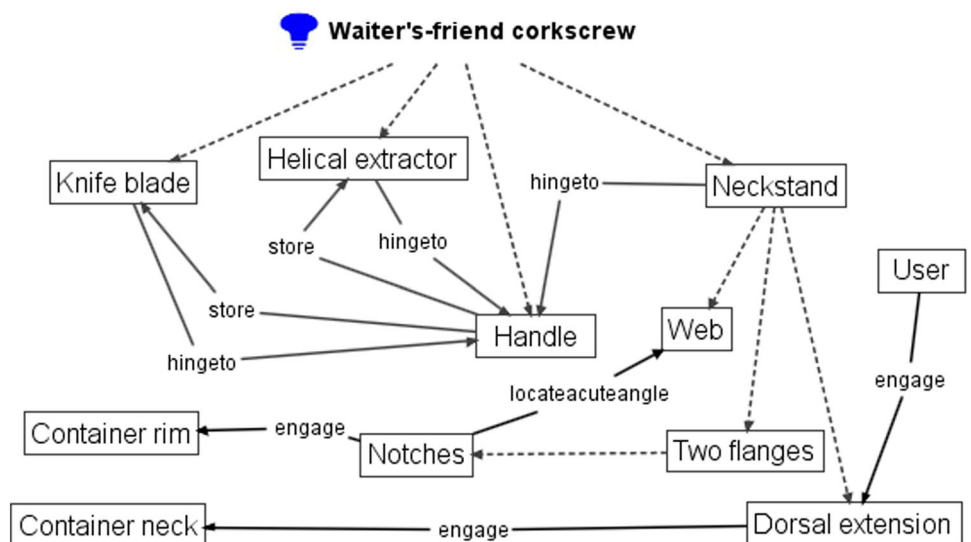 Waiter's-friend corkscrew
Helical extractor
Knife blade
hingeto
Neckstand
store
hingeto
User
store
Handle
Web
hingeto
engage
locateacuteangle
Container rim
engage
Notches
Two flanges
Container neck
engage
Dorsal extension